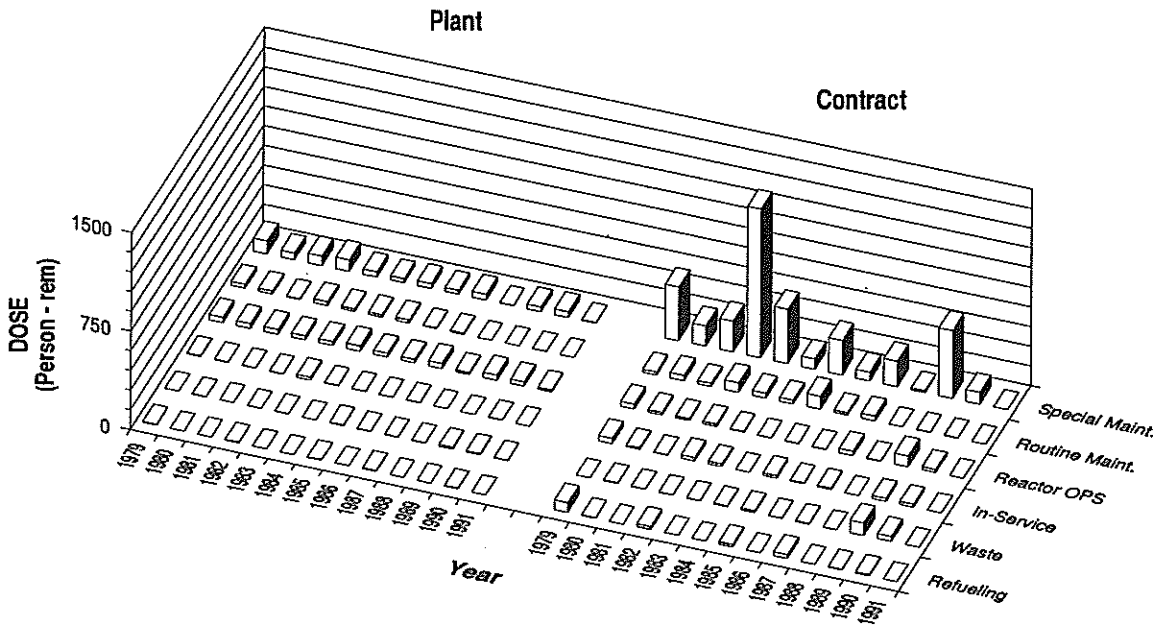 Plant
Contract
DOSE
(Person - rem)
1500
750
0
1979
1980
1981
1982
1983
1984
1985
1986
1987
1988
1989
1990
1991
Year
1979
1980
1981
1982
1983
1984
1985
1986
1987
1988
1989
1990
1991
Special Maint.
Routine Maint.
Reactor OPS
In-Service
Waste
Refueling